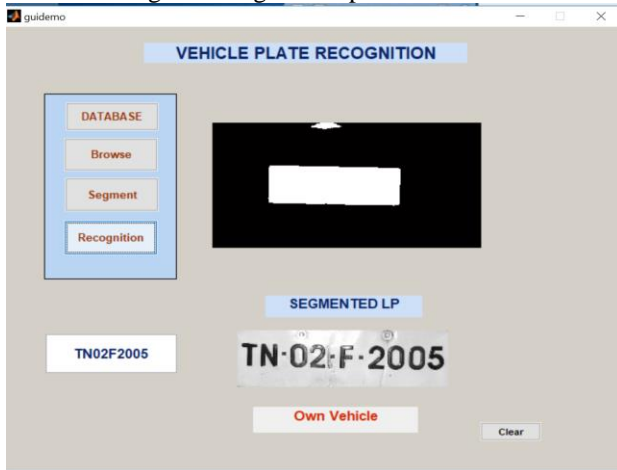 guidemo
VEHICLE PLATE RECOGNITION
DATABASE
Browse
Segment
Recognition
SEGMENTED LP
TN02F2005
TN·02·F·2005
Own Vehicle
Clear